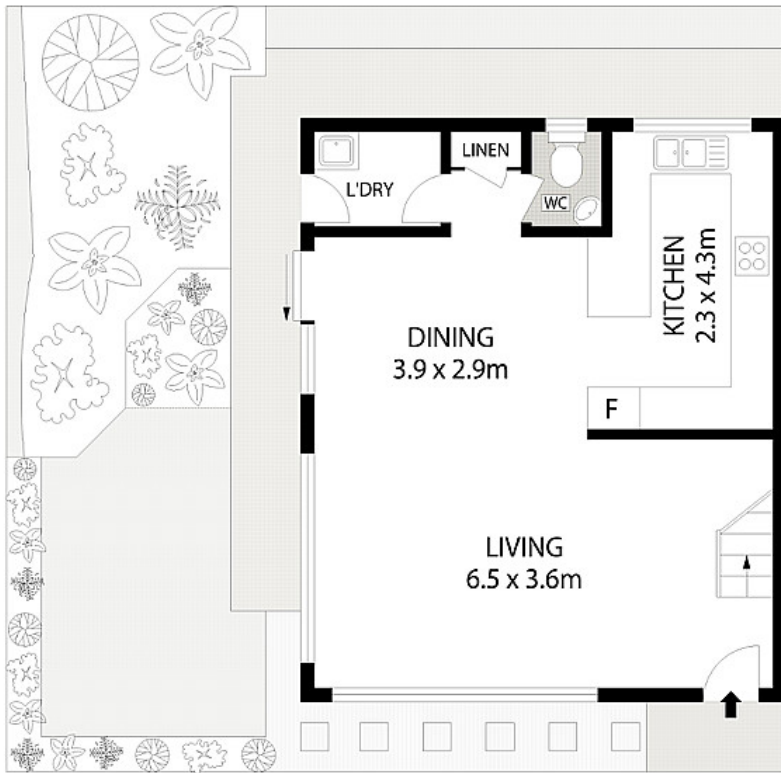 LINEN
L'DRY
WC
KITCHEN
2.3 x 4.3m
DINING
3.9 x 2.9m
F
LIVING
6.5 x 3.6m